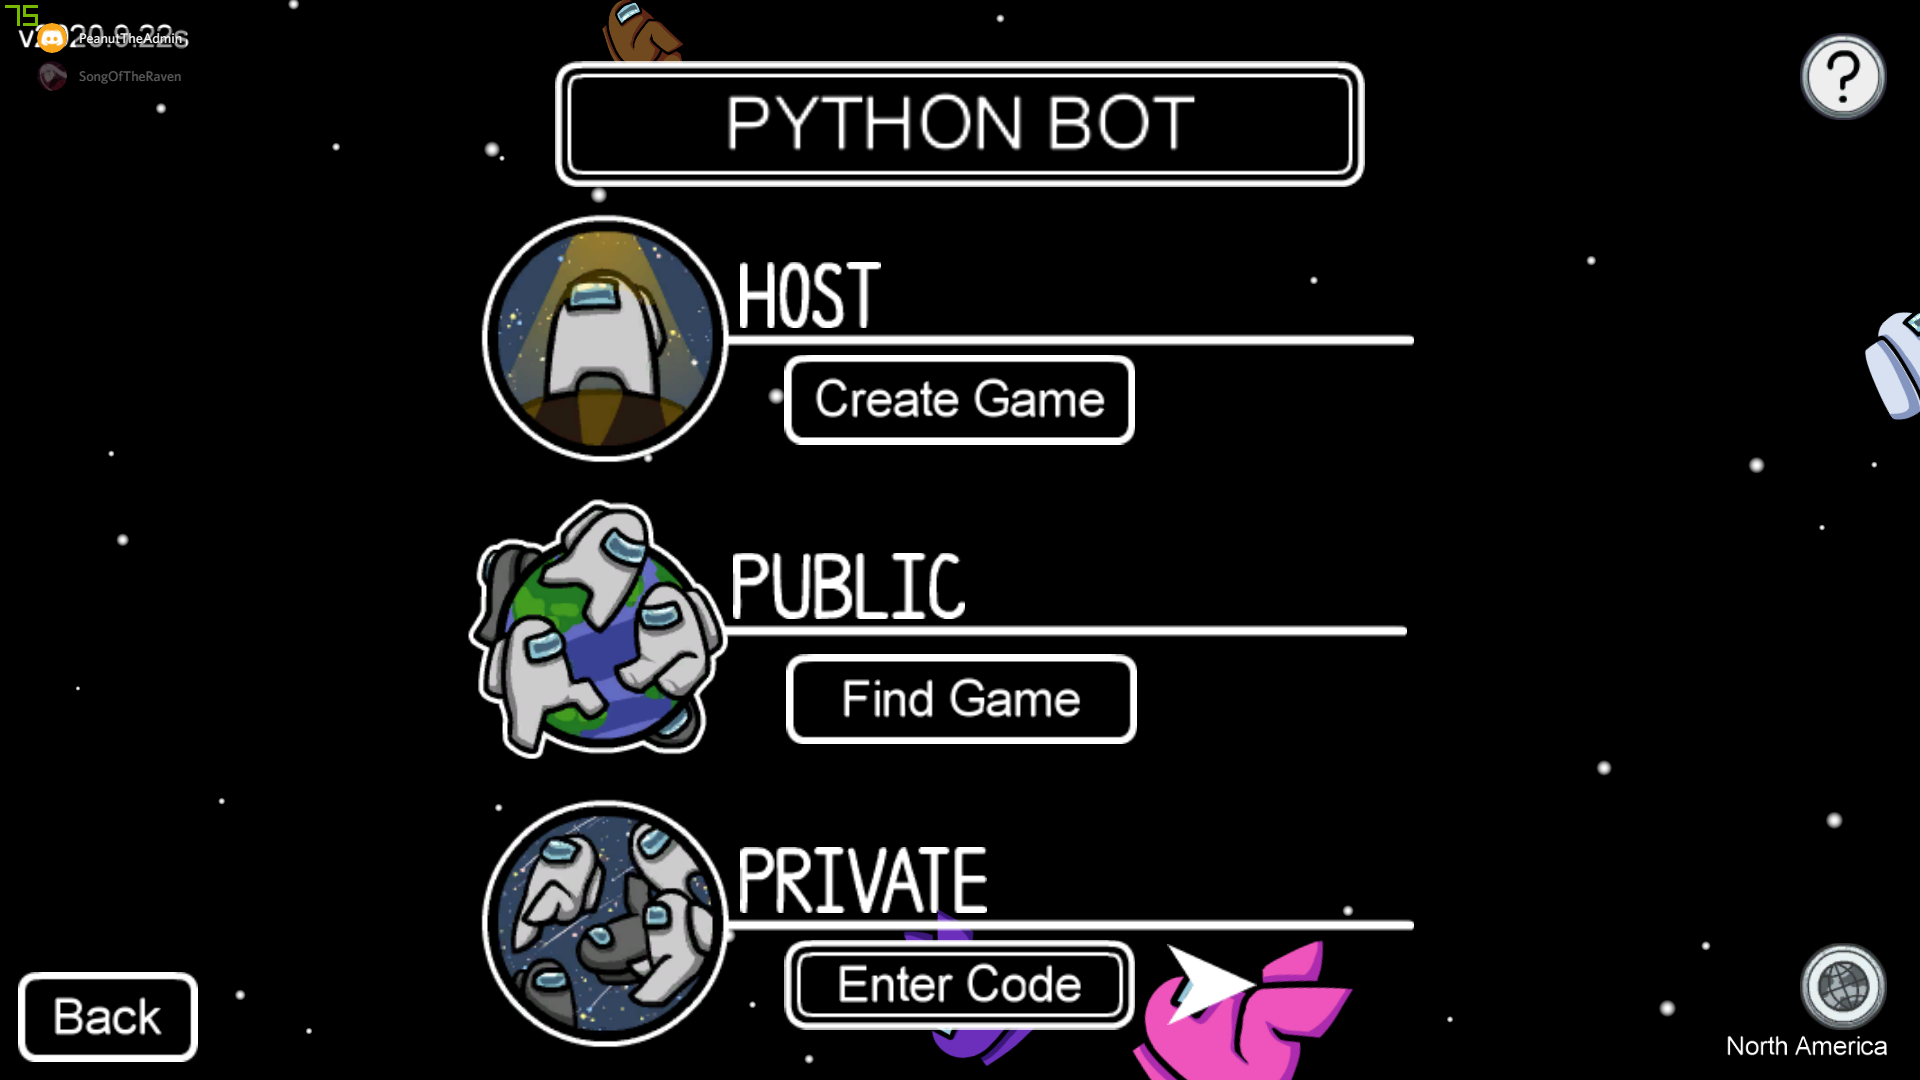 75
v2020.9.22s
PeanutTheAdmin
SongOfTheRaven
?
PYTHON BOT
HOST
Create Game
PUBLIC
Find Game
PRIVATE
Enter Code
Back
North America